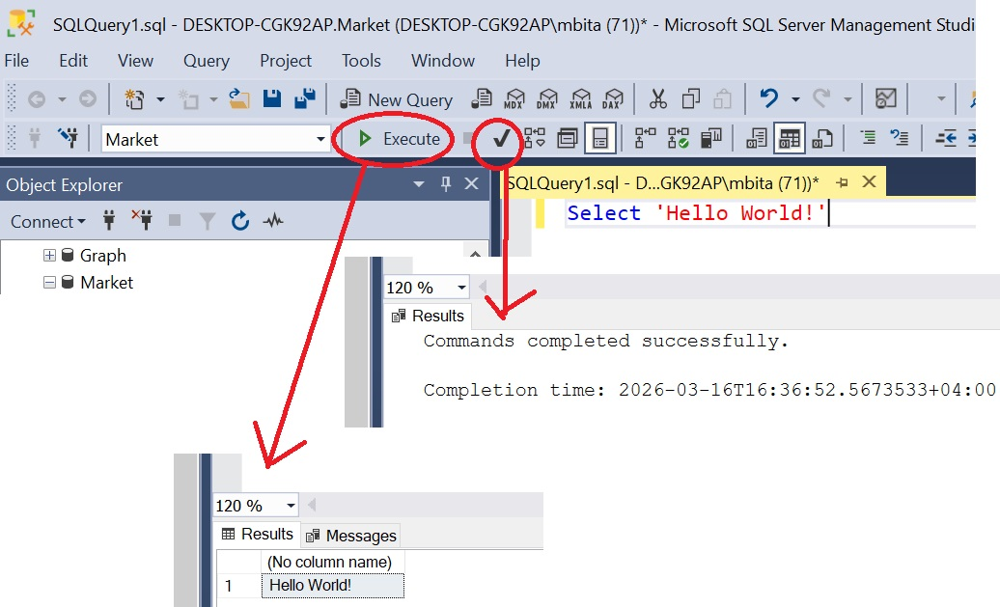 SQLQuery1.sql - DESKTOP-CGK92AP.Market (DESKTOP-CGK92AP\mbita (71))* - Microsoft SQL Server Management Studi
File Edit View Query Project Tools Window Help
New Query MDX DMX XMLA DAX
Market Execute
Object Explorer
SQLQuery1.sql - D...GK92AP\mbita (71))*
Connect
Select 'Hello World!'
Graph
Market
120 %
Results
Commands completed successfully.
Completion time: 2026-03-16T16:36:52.5673533+04:00
120 %
Results Messages
(No column name)
1 Hello World!